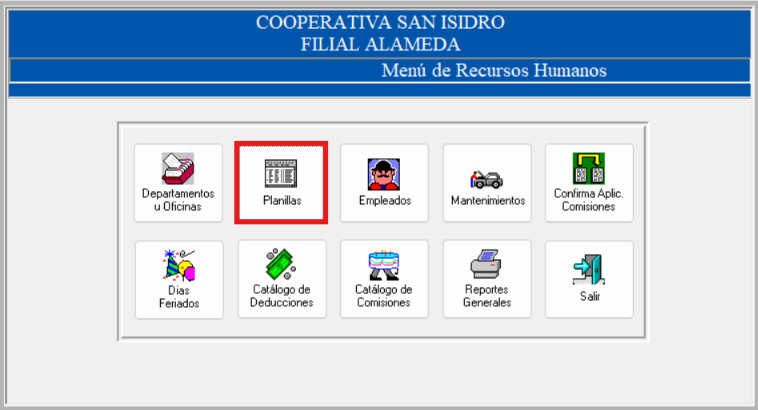 COOPERATIVA SAN ISIDRO
FILIAL ALAMEDA
Menú de Recursos Humanos
Departamentos
u Oficinas
Planillas
Empleados
Mantenimientos
Confirma Aplic.
Comisiones
Dias
Feriados
Catálogo de
Deducciones
Catálogo de
Comisiones
Reportes
Generales
Salir